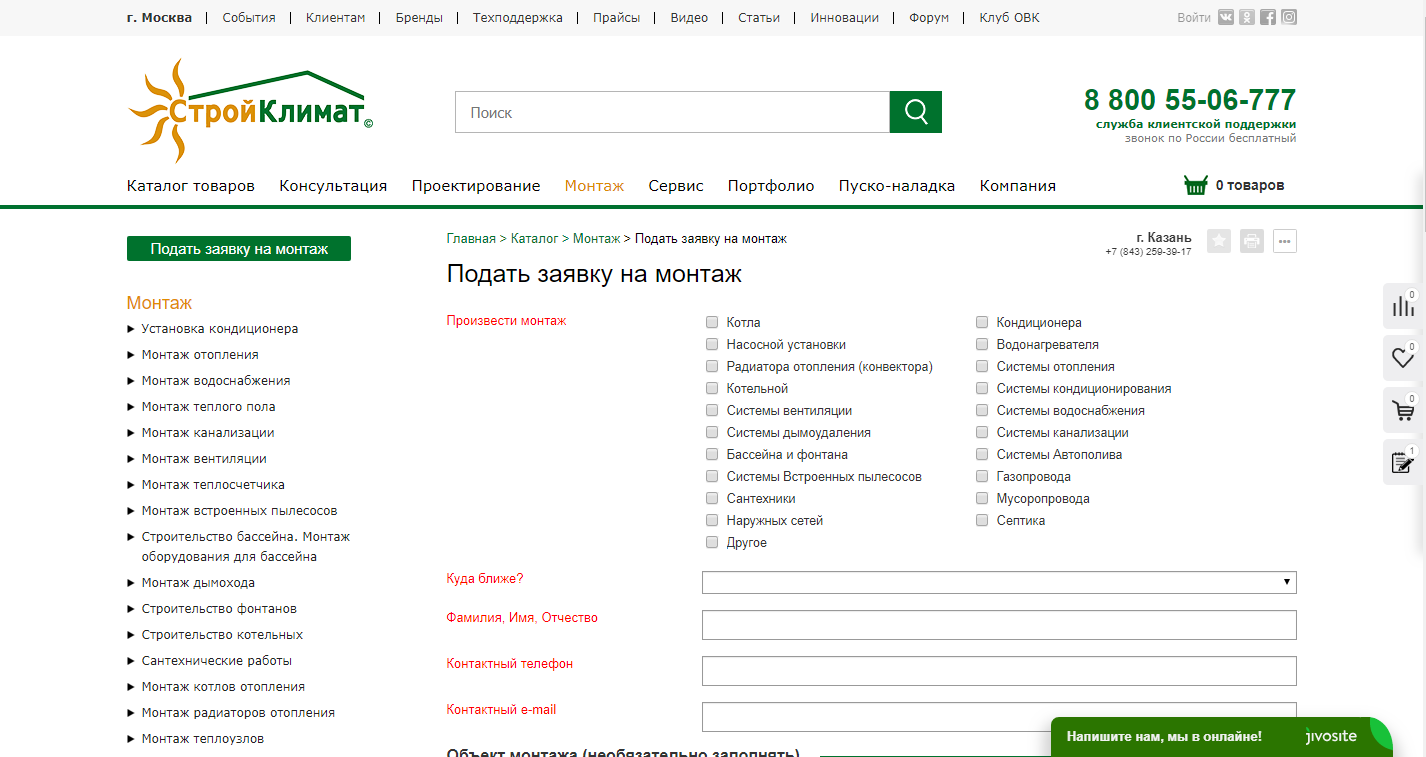 г. Москва | События | Клиентам | Бренды | Техподдержка | Прайсы | Видео | Статьи | Инновации | Форум | Клуб ОВК
Войти
СтройКлимат©
Поиск
8 800 55-06-777
служба клиентской поддержки
звонок по России бесплатный
Каталог товаров Консультация Проектирование Монтаж Сервис Портфолио Пуско-наладка Компания
0 товаров
Подать заявку на монтаж
Монтаж
Установка кондиционера
Монтаж отопления
Монтаж водоснабжения
Монтаж теплого пола
Монтаж канализации
Монтаж вентиляции
Монтаж теплосчетчика
Монтаж встроенных пылесосов
Строительство бассейна. Монтаж
оборудования для бассейна
Монтаж дымохода
Строительство фонтанов
Строительство котельных
Сантехнические работы
Монтаж котлов отопления
Монтаж радиаторов отопления
Монтаж теплоузлов
Главная > Каталог > Монтаж > Подать заявку на монтаж
г. Казань
+7 (843) 259-39-17
Подать заявку на монтаж
Произвести монтаж
Котла
Кондиционера
Насосной установки
Водонагревателя
Радиатора отопления (конвектора)
Системы отопления
Котельной
Системы кондиционирования
Системы вентиляции
Системы водоснабжения
Системы дымоудаления
Системы канализации
Бассейна и фонтана
Системы Автополива
Системы Встроенных пылесосов
Газопровода
Сантехники
Мусоропровода
Наружных сетей
Септика
Другое
Куда ближе?
Фамилия, Имя, Отчество
Контактный телефон
Контактный e-mail
Объект монтажа (необязательно заполнять)
0
0
0
1
Напишите нам, мы в онлайне!
jivosite